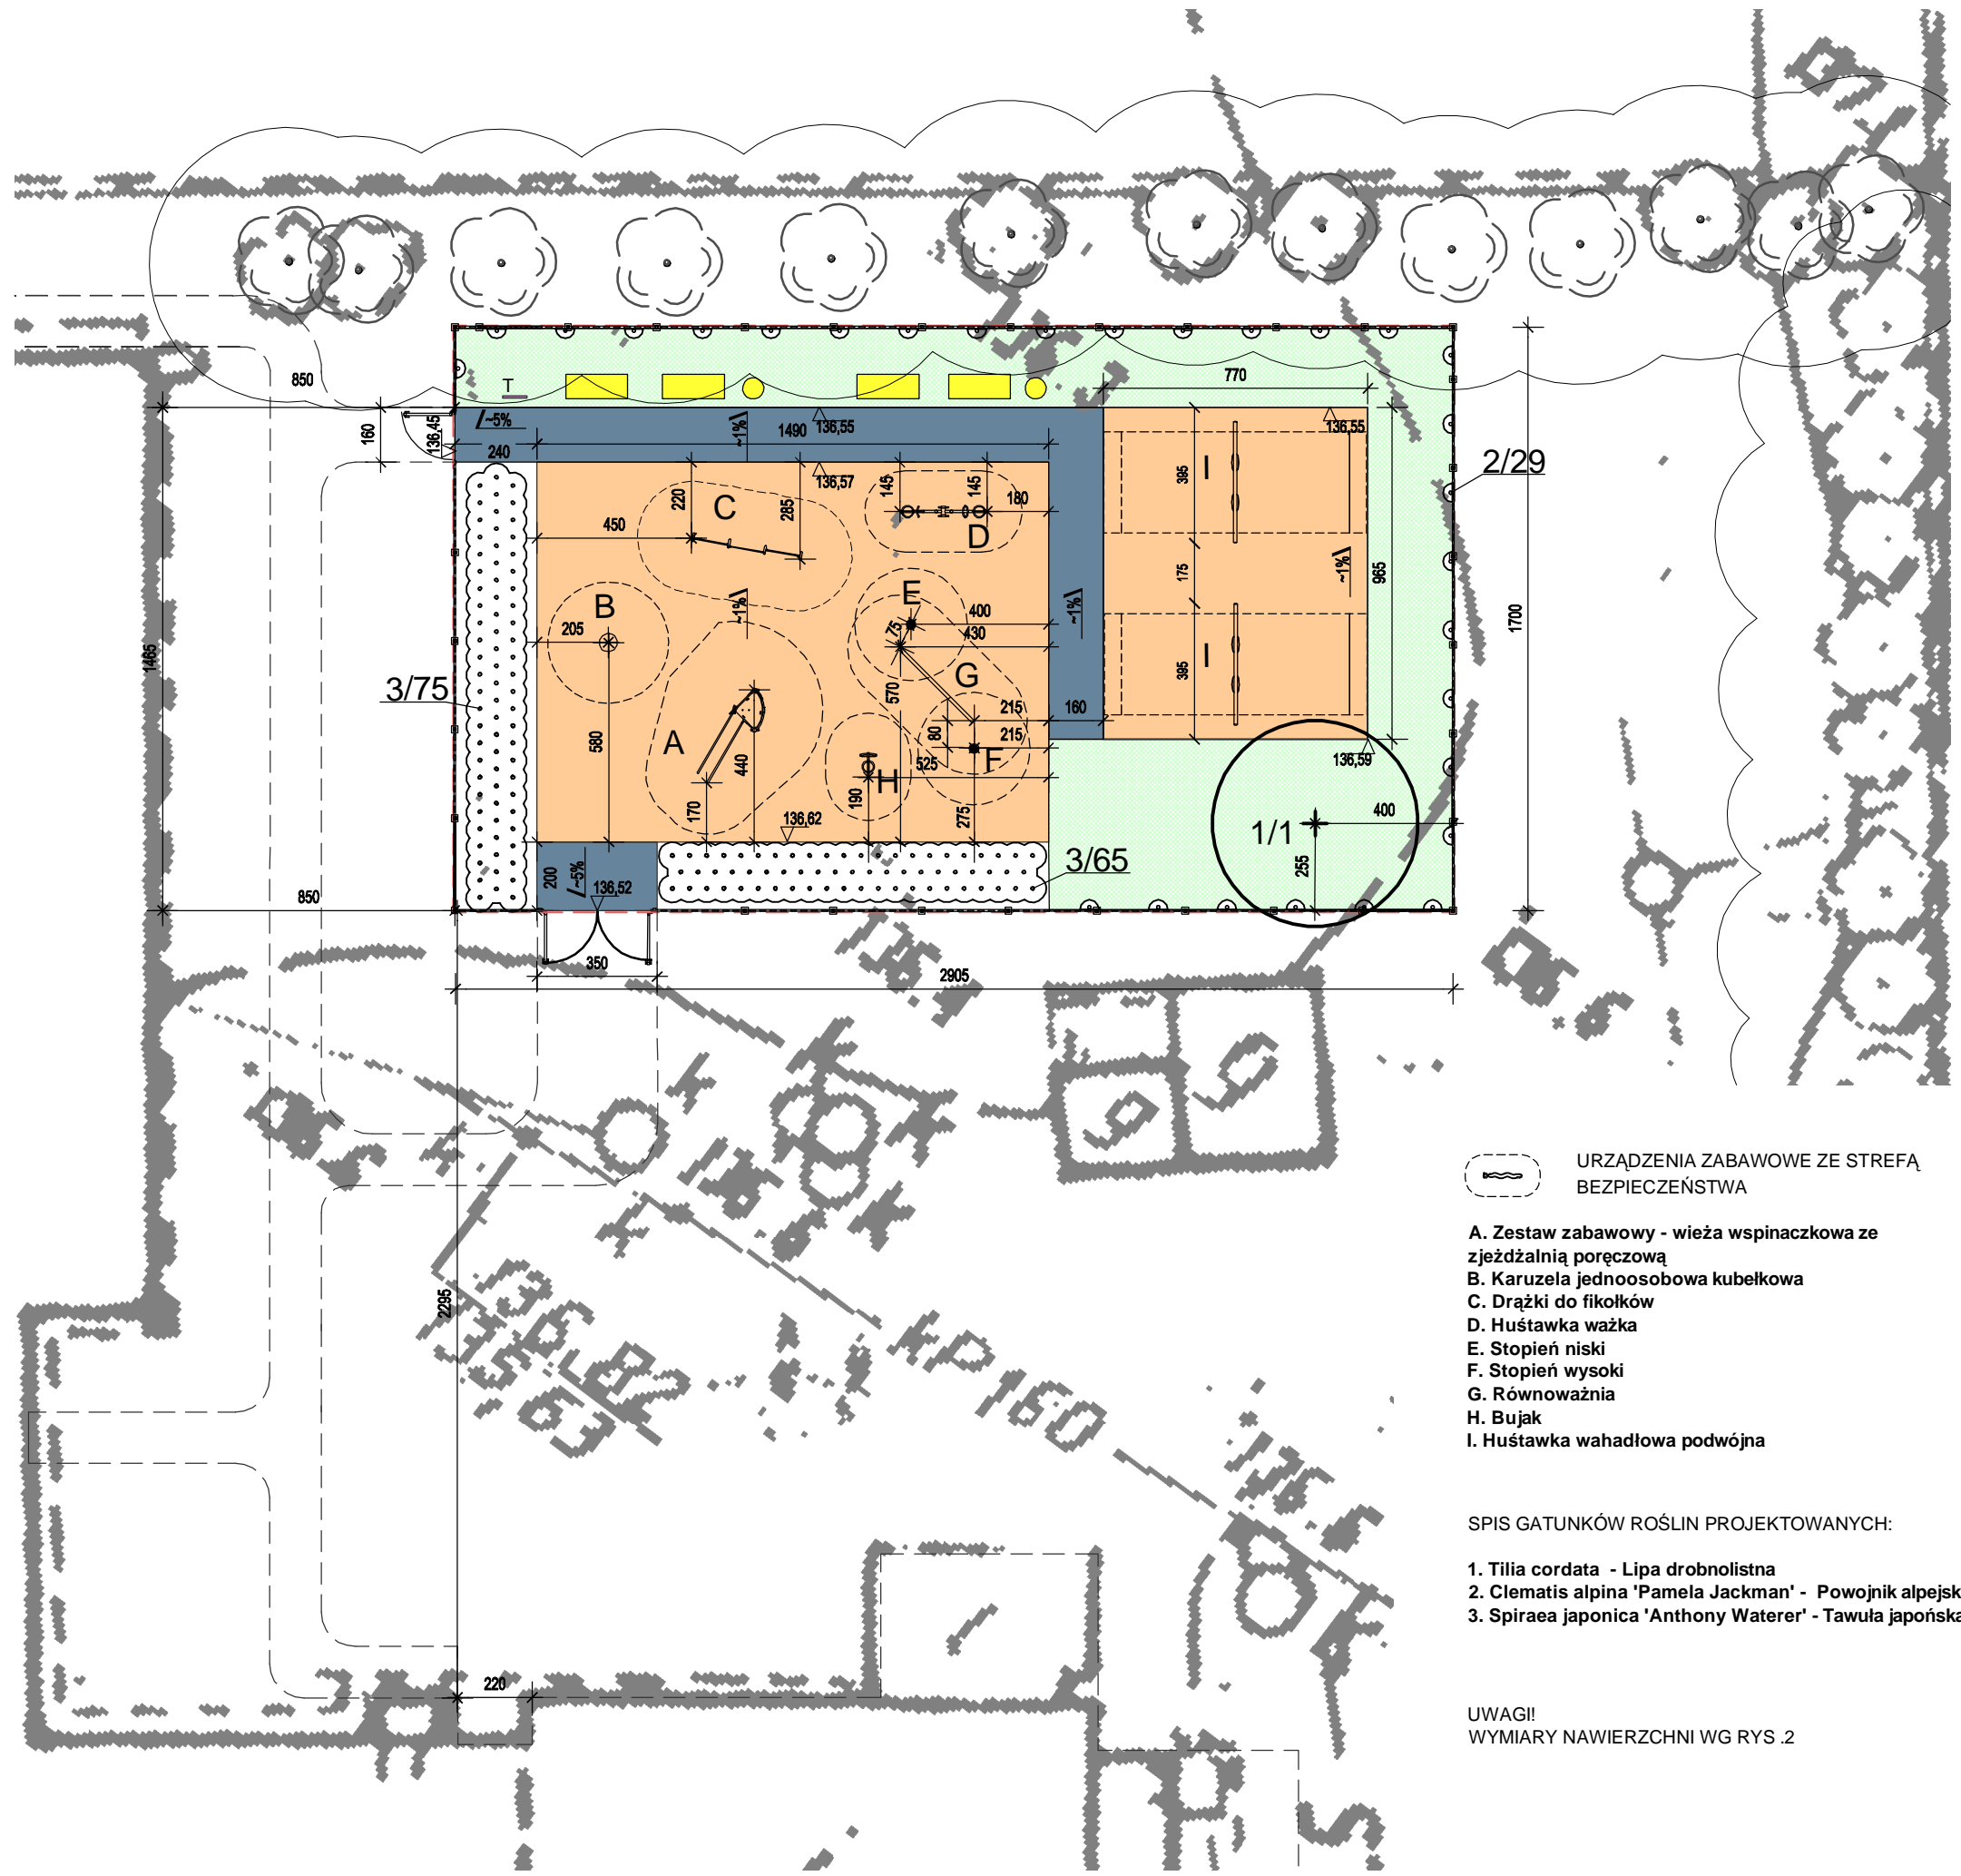 850
770
T
~5%
136,45
160
240
~1%
1490
136,55
136,55
2/29
136,57
145
145
180
395
I
220
C
285
450
D
175
~1%
965
E
B
~1%
400
~1%
75
430
205
1700
1465
G
I
395
3/75
570
215
160
A
580
440
80
215
F
136,59
525
H
190
170
275
400
136,62
1/1
3/65
255
200
~5%
136,52
850
350
2905
2295
KP160
220
URZĄDZENIA ZABAWOWE ZE STREFĄ
BEZPIECZEŃSTWA
A. Zestaw zabawowy - wieża wspinaczkowa ze
zjeżdżalnią poręczową
B. Karuzela jednoosobowa kubełkowa
C. Drążki do fikołków
D. Huśtawka ważka
E. Stopień niski
F. Stopień wysoki
G. Równoważnia
H. Bujak
I. Huśtawka wahadłowa podwójna
SPIS GATUNKÓW ROŚLIN PROJEKTOWANYCH:
1. Tilia cordata - Lipa drobnolistna
2. Clematis alpina 'Pamela Jackman' - Powojnik alpejsk
3. Spiraea japonica 'Anthony Waterer' - Tawuła japońska
UWAGI!
WYMIARY NAWIERZCHNI WG RYS .2